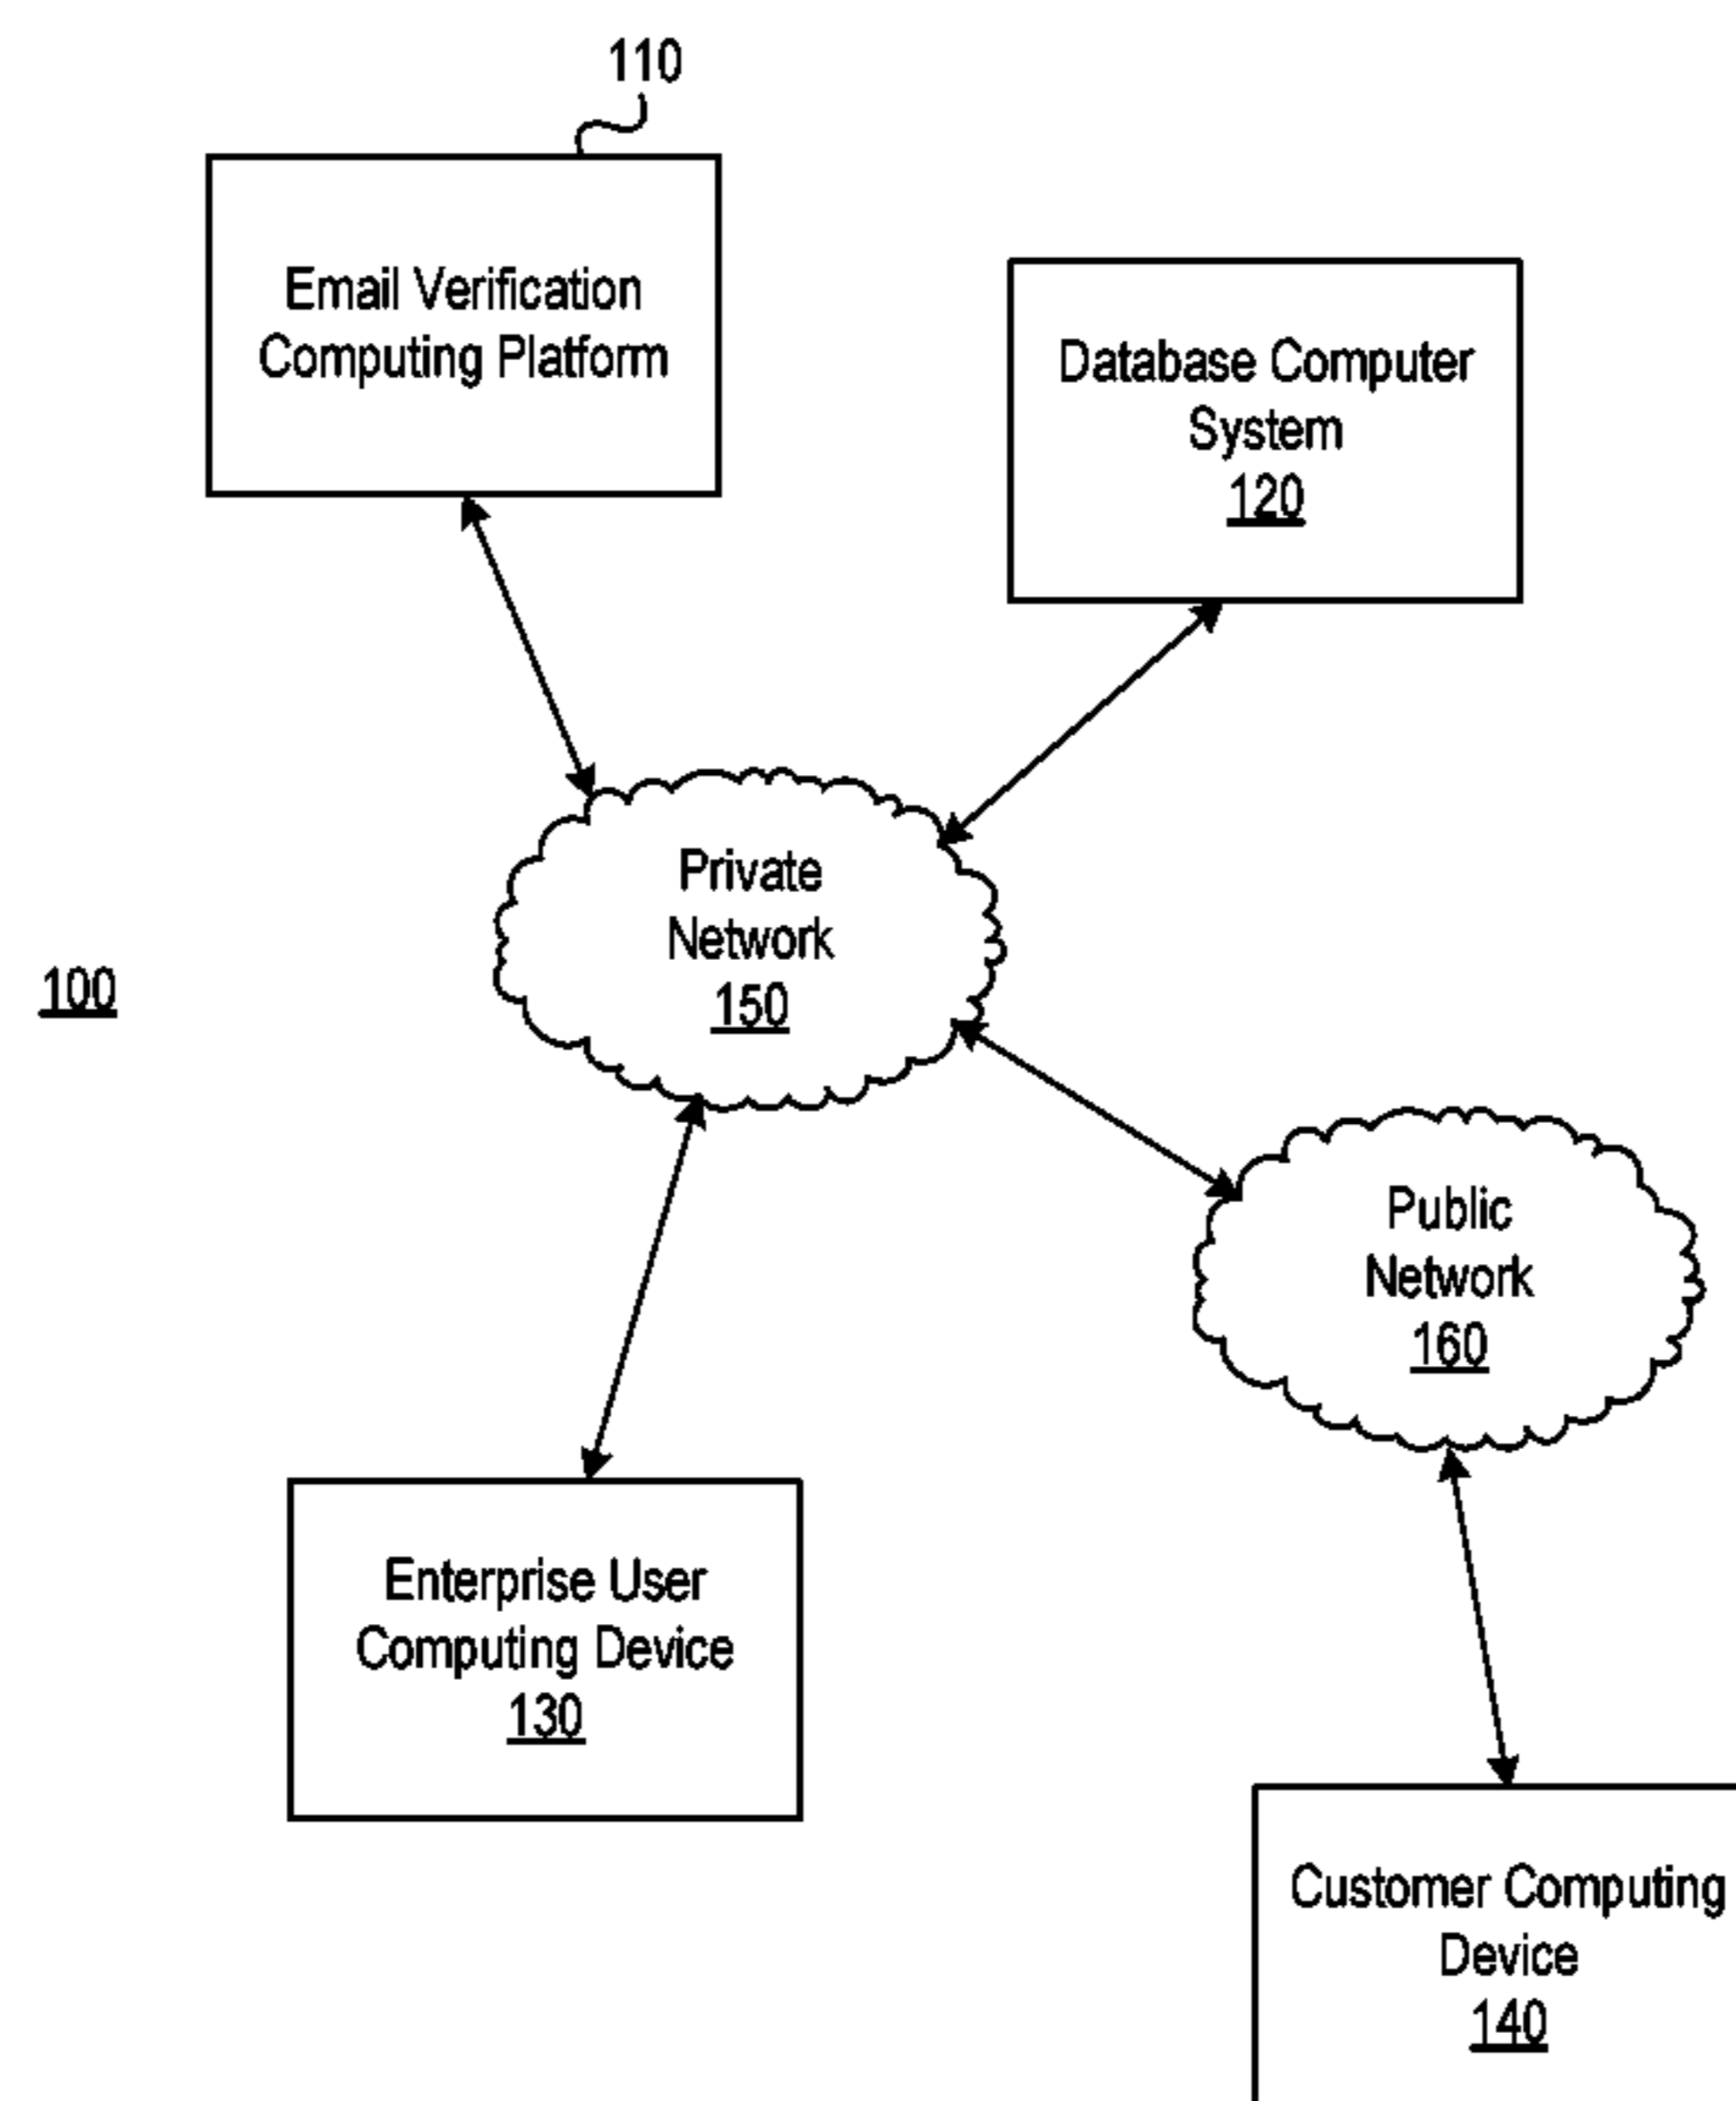 110
Email Verification
Computing Platform
Database Computer
System
120
Private
Network
150
100
Public
Network
160
Enterprise User
Computing Device
130
Customer Computing
Device
140